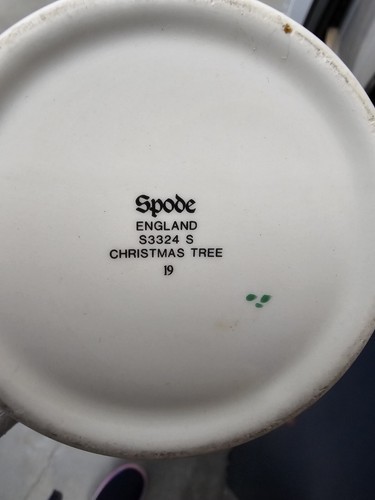 Spode
ENGLAND
S3324 S
CHRISTMAS TREE
19